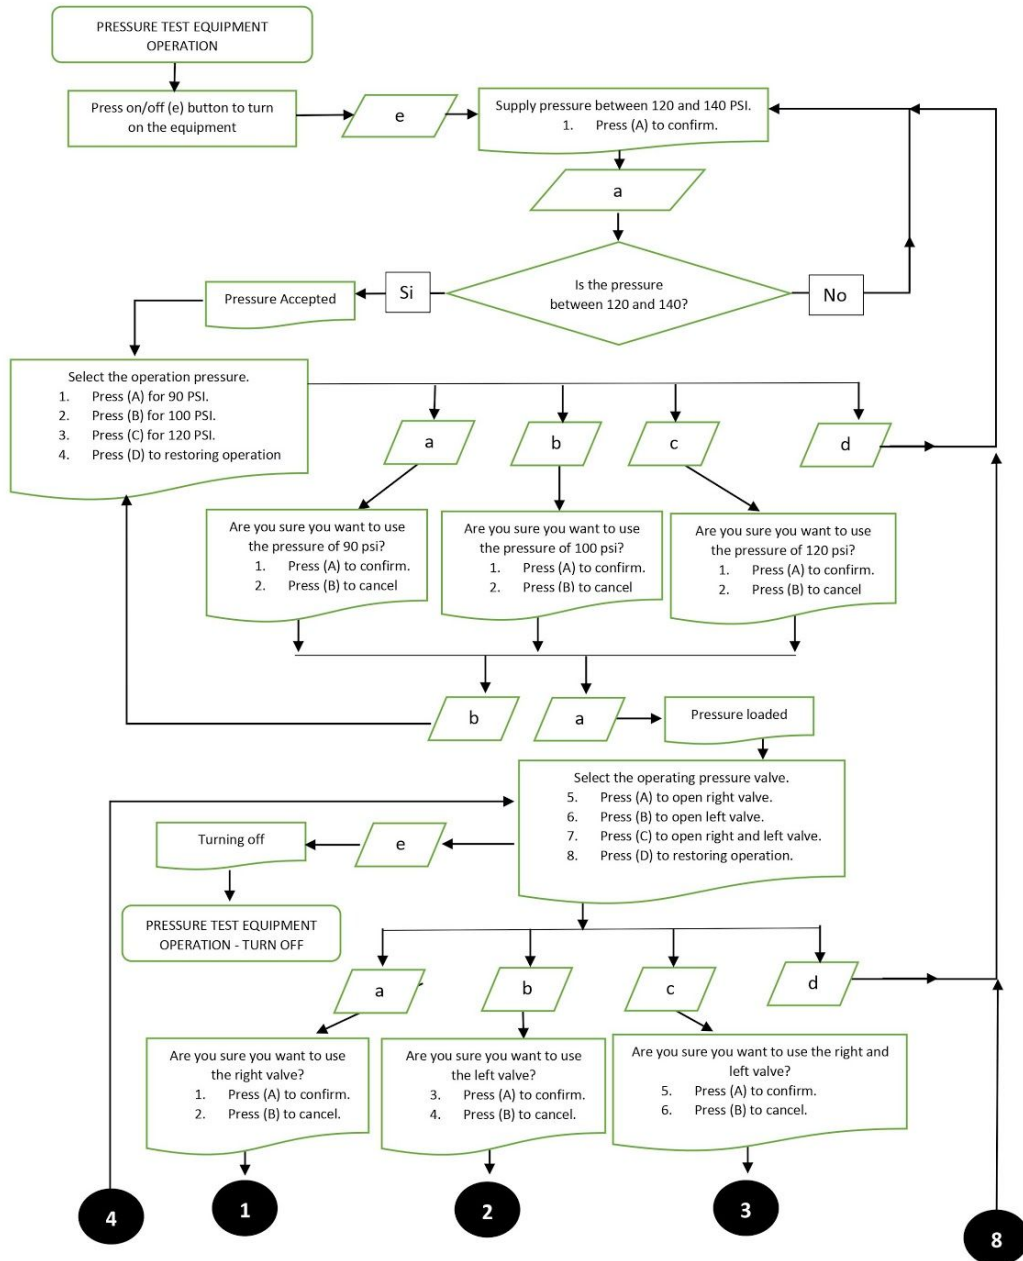 PRESSURE TEST EQUIPMENT
OPERATION
Press on/off (e) button to turn
on the equipment
e
Supply pressure between 120 and 140 PSI.
1. Press (A) to confirm.
a
Is the pressure
between 120 and 140?
Si
No
Pressure Accepted
Select the operation pressure.
1. Press (A) for 90 PSI.
2. Press (B) for 100 PSI.
3. Press (C) for 120 PSI.
4. Press (D) to restoring operation
a
b
c
d
Are you sure you want to use
the pressure of 90 psi?
1. Press (A) to confirm.
2. Press (B) to cancel
Are you sure you want to use
the pressure of 100 psi?
1. Press (A) to confirm.
2. Press (B) to cancel
Are you sure you want to use
the pressure of 120 psi?
1. Press (A) to confirm.
2. Press (B) to cancel
b
a
Pressure loaded
Select the operating pressure valve.
5. Press (A) to open right valve.
6. Press (B) to open left valve.
7. Press (C) to open right and left valve.
8. Press (D) to restoring operation.
e
Turning off
PRESSURE TEST EQUIPMENT
OPERATION - TURN OFF
a
b
c
d
Are you sure you want to use
the right valve?
1. Press (A) to confirm.
2. Press (B) to cancel.
Are you sure you want to use
the left valve?
3. Press (A) to confirm.
4. Press (B) to cancel.
Are you sure you want to use the right and
left valve?
5. Press (A) to confirm.
6. Press (B) to cancel.
4
1
2
3
8